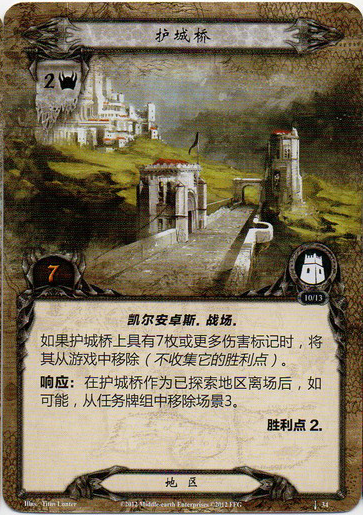 护城桥
2
7
10/13
凯尔安卓斯. 战场.
如果护城桥上具有7枚或更多伤害标记时，将
其从游戏中移除（不收集它的胜利点）。
响应：在护城桥作为已探索地区离场后，如
可能，从任务牌组中移除场景3。
胜利点 2.
地区
Illus. Titus Lunter
©2012 Middle-earth Enterprises ©2012 FFG
34